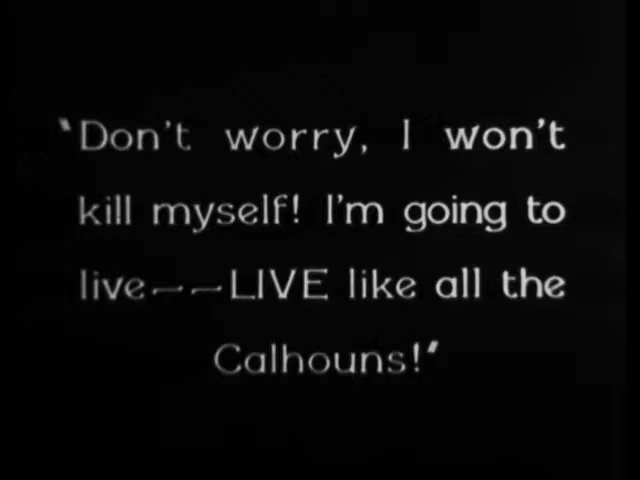 "Don't worry, I won't
kill myself! I'm going to
live——LIVE like all the
Calhouns!"